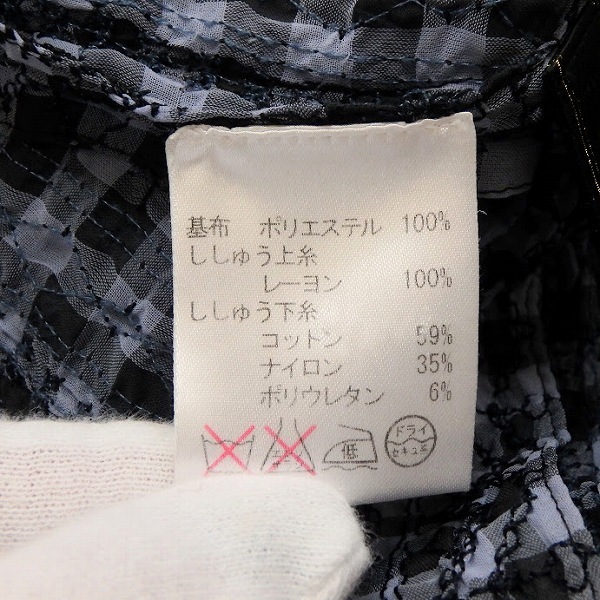 基布 ポリエステル 100%
ししゅう上糸
レーヨン 100%
ししゅう下糸
コットン 59%
ナイロン 35%
ポリウレタン 6%
低
ドライ
セキユ系